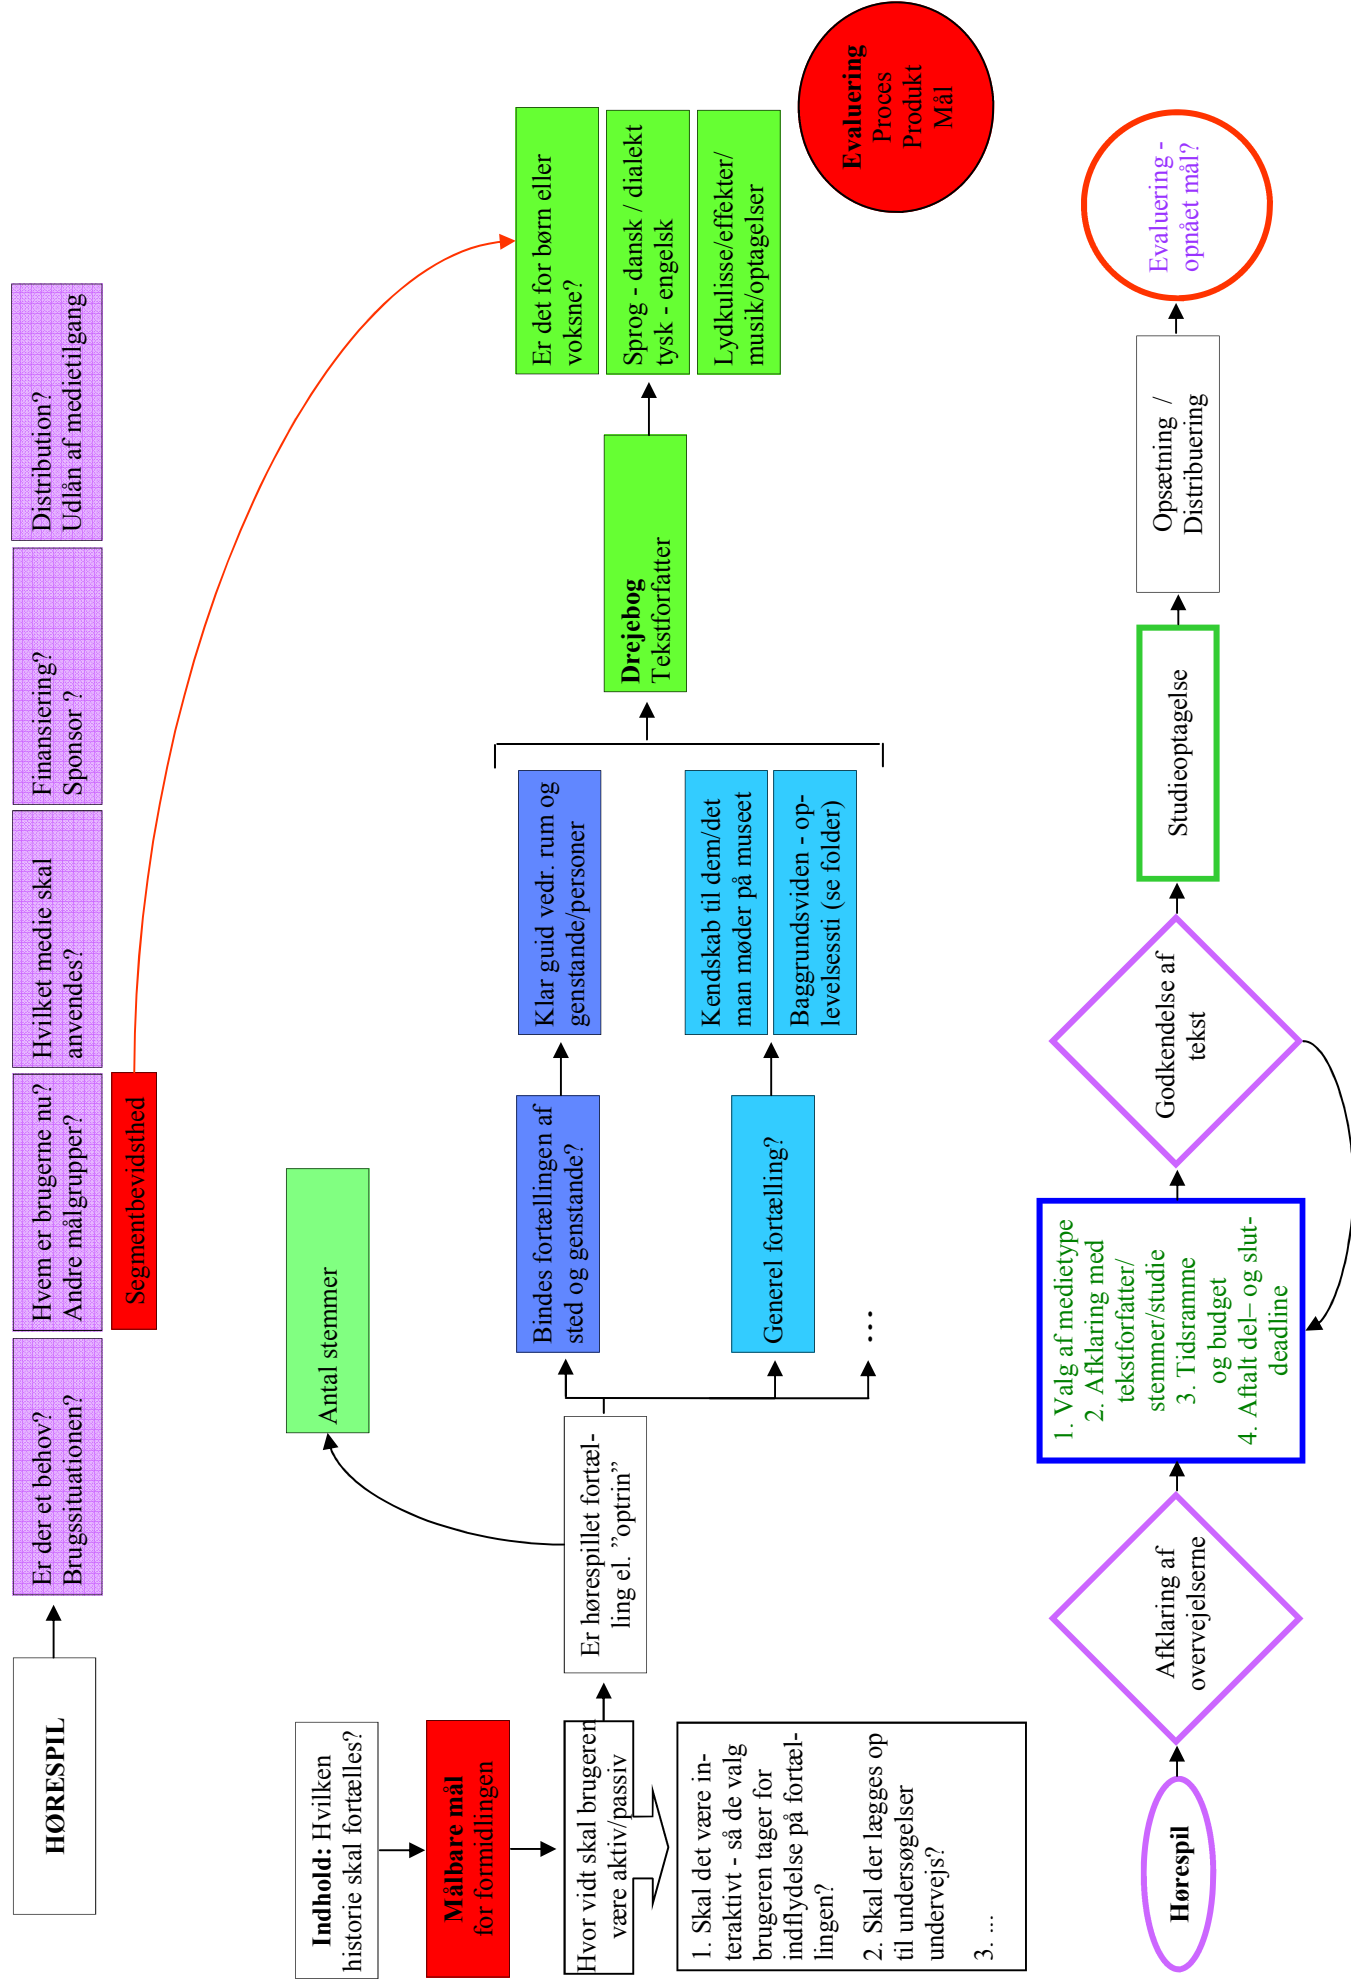 HØRESPIL
Er der et behov?
Brugssituationen?
Hvem er brugerne nu?
Andre målgrupper?
Hvilket medie skal
anvendes?
Finansiering?
Sponsor ?
Distribution?
Udlån af medietilgang
Segmentbevidsthed
Indhold: Hvilken
historie skal fortælles?
Målbare mål
for formidlingen
Hvor vidt skal brugeren
være aktiv/passiv
1. Skal det være in-
teraktivt - så de valg
brugeren tager for
indflydelse på fortæl-
lingen?
2. Skal der lægges op
til undersøgelser
undervejs?
3. ...
Er hørespillet fortæl-
ling el. ”optrin”
Antal stemmer
Bindes fortællingen af
sted og genstande?
Generel fortælling?
...
Klar guid vedr. rum og
genstande/personer
Kendskab til dem/det
man møder på museet
Baggrundsviden - op-
levelsessti (se folder)
Drejebog
Tekstforfatter
Er det for børn eller
voksne?
Sprog - dansk / dialekt
tysk - engelsk
Lydkulisse/effekter/
musik/optagelser
Evaluering
Proces
Produkt
Mål
Hørespil
Afklaring af
overvejelserne
1. Valg af medietype
2. Afklaring med
tekstforfatter/
stemmer/studie
3. Tidsramme
og budget
4. Aftalt del– og slut-
deadline
Godkendelse af
tekst
Studieoptagelse
Opsætning /
Distribuering
Evaluering -
opnået mål?